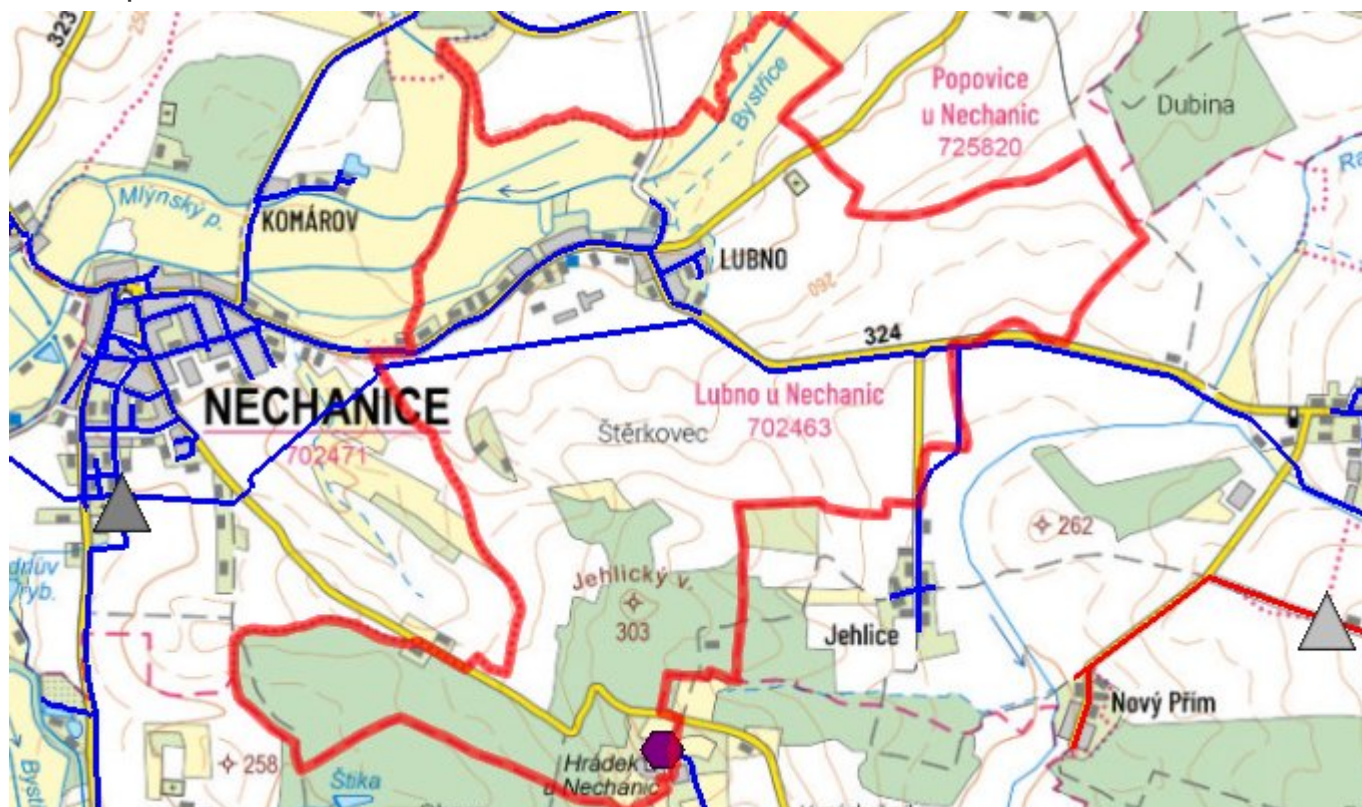 323
Bystřice
Popovice
u Nechanic
725820
Dubina
Mlýnský p.
KOMÁROV
LUBNO
260
324
NECHANICE
702471
Lubno u Nechanic
702463
Štěrkovec
262
Jehlický v.
303
Jehlice
Nový Přím
258
Štika
Hrádek u
u Nechanic